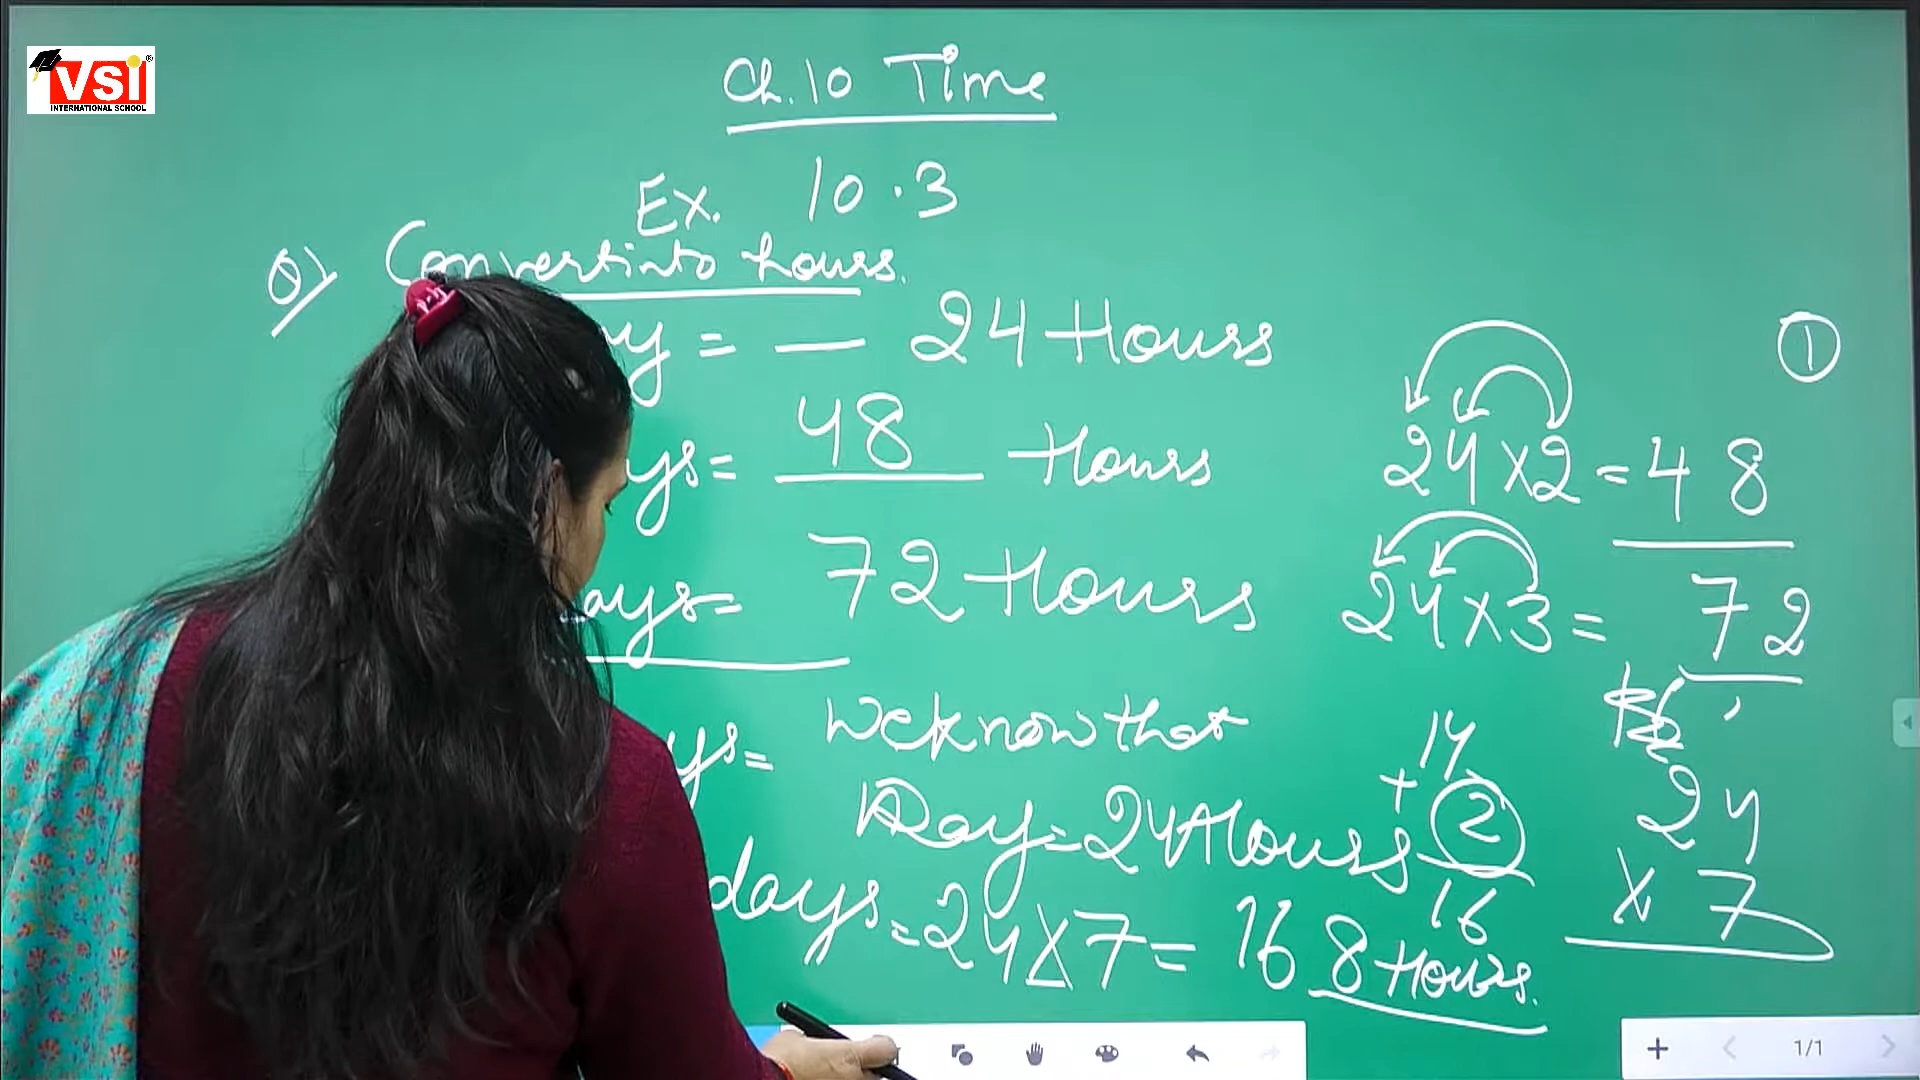 VSI
INTERNATIONAL SCHOOL
Ch.10 Time
Ex. 10.3
Q) Convert into hours.
= — 24 Hours
ys = 48 Hours
ays = 72 Hours
ys = We know that
Day = 24 Hours
days = 24 X 7 = 168 Hours.
1
24 x 2 = 48
24 x 3 = 72
14
+ 2
16
24
x 7
1/1